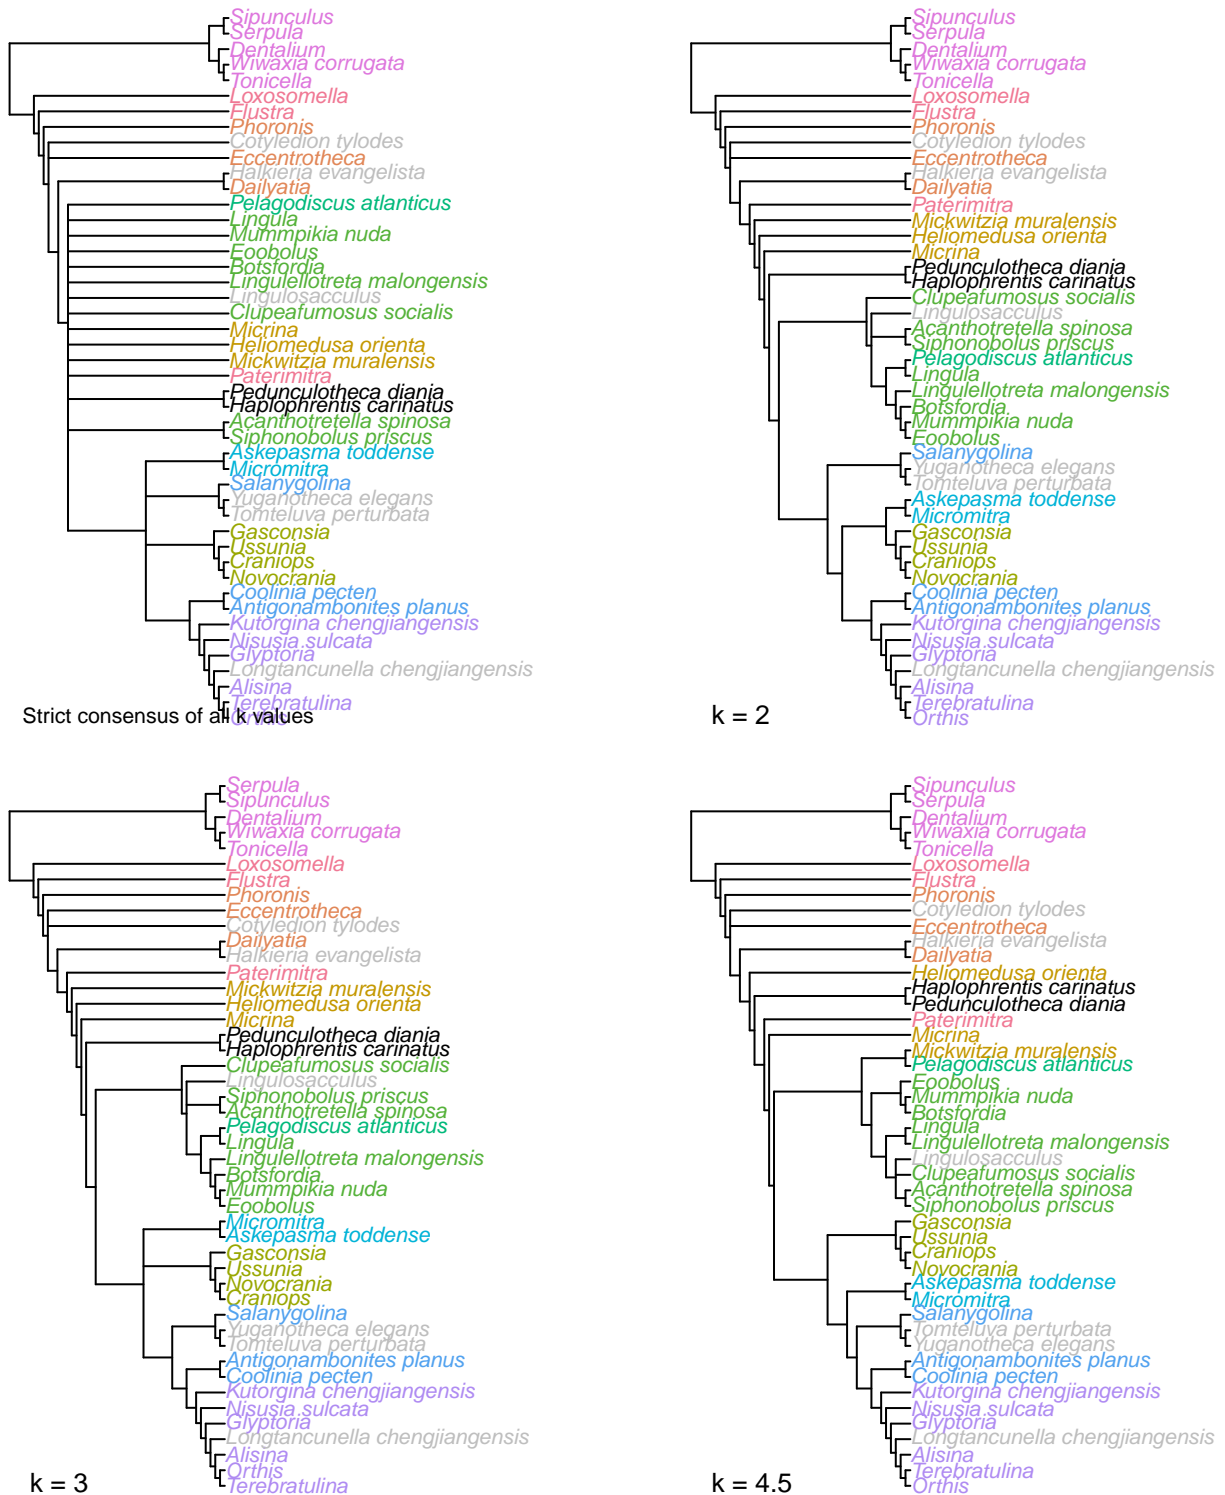 Sipunculus
Serpula
Dentalium
Wiwaxia corrugata
Tonicella
Loxosomella
Flustra
Phoronis
Cotyledion tylodes
Eccentrotheca
Halkieria evangelista
Dailyatia
Pelagodiscus atlanticus
Lingula
Mummpikia nuda
Eoobolus
Botsfordia
Lingulellotreta malongensis
Lingulosacculus
Clupeafumosus socialis
Micrina
Heliomedusa orienta
Mickwitzia muralensis
Paterimitra
Pedunculotheca diania
Haplophrentis carinatus
Acanthotretella spinosa
Siphonobolus priscus
Askepasma toddense
Micromitra
Salanygolina
Yuganotheca elegans
Tomteluva perturbata
Gasconsia
Ussunia
Craniops
Novocrania
Coolinia pecten
Antigonambonites planus
Kutorgina chengjiangensis
Nisusia sulcata
Glyptoria
Longtancunella chengjiangensis
Alisina
Terebratulina
Orthis
Strict consensus of all k values
Sipunculus
Serpula
Dentalium
Wiwaxia corrugata
Tonicella
Loxosomella
Flustra
Phoronis
Cotyledion tylodes
Eccentrotheca
Halkieria evangelista
Dailyatia
Paterimitra
Mickwitzia muralensis
Heliomedusa orienta
Micrina
Pedunculotheca diania
Haplophrentis carinatus
Clupeafumosus socialis
Lingulosacculus
Acanthotretella spinosa
Siphonobolus priscus
Pelagodiscus atlanticus
Lingula
Lingulellotreta malongensis
Botsfordia
Mummpikia nuda
Eoobolus
Salanygolina
Yuganotheca elegans
Tomteluva perturbata
Askepasma toddense
Micromitra
Gasconsia
Ussunia
Craniops
Novocrania
Coolinia pecten
Antigonambonites planus
Kutorgina chengjiangensis
Nisusia sulcata
Glyptoria
Longtancunella chengjiangensis
Alisina
Terebratulina
Orthis
k = 2
Serpula
Sipunculus
Dentalium
Wiwaxia corrugata
Tonicella
Loxosomella
Flustra
Phoronis
Eccentrotheca
Cotyledion tylodes
Dailyatia
Halkieria evangelista
Paterimitra
Mickwitzia muralensis
Heliomedusa orienta
Micrina
Pedunculotheca diania
Haplophrentis carinatus
Clupeafumosus socialis
Lingulosacculus
Siphonobolus priscus
Acanthotretella spinosa
Pelagodiscus atlanticus
Lingula
Lingulellotreta malongensis
Botsfordia
Mummpikia nuda
Eoobolus
Micromitra
Askepasma toddense
Gasconsia
Ussunia
Novocrania
Craniops
Salanygolina
Yuganotheca elegans
Tomteluva perturbata
Antigonambonites planus
Coolinia pecten
Kutorgina chengjiangensis
Nisusia sulcata
Glyptoria
Longtancunella chengjiangensis
Alisina
Orthis
Terebratulina
k = 3
Sipunculus
Serpula
Dentalium
Wiwaxia corrugata
Tonicella
Loxosomella
Flustra
Phoronis
Cotyledion tylodes
Eccentrotheca
Halkieria evangelista
Dailyatia
Heliomedusa orienta
Haplophrentis carinatus
Pedunculotheca diania
Paterimitra
Micrina
Mickwitzia muralensis
Pelagodiscus atlanticus
Eoobolus
Mummpikia nuda
Botsfordia
Lingula
Lingulellotreta malongensis
Lingulosacculus
Clupeafumosus socialis
Acanthotretella spinosa
Siphonobolus priscus
Gasconsia
Ussunia
Craniops
Novocrania
Askepasma toddense
Micromitra
Salanygolina
Tomteluva perturbata
Yuganotheca elegans
Antigonambonites planus
Coolinia pecten
Kutorgina chengjiangensis
Nisusia sulcata
Glyptoria
Longtancunella chengjiangensis
Alisina
Terebratulina
Orthis
k = 4.5